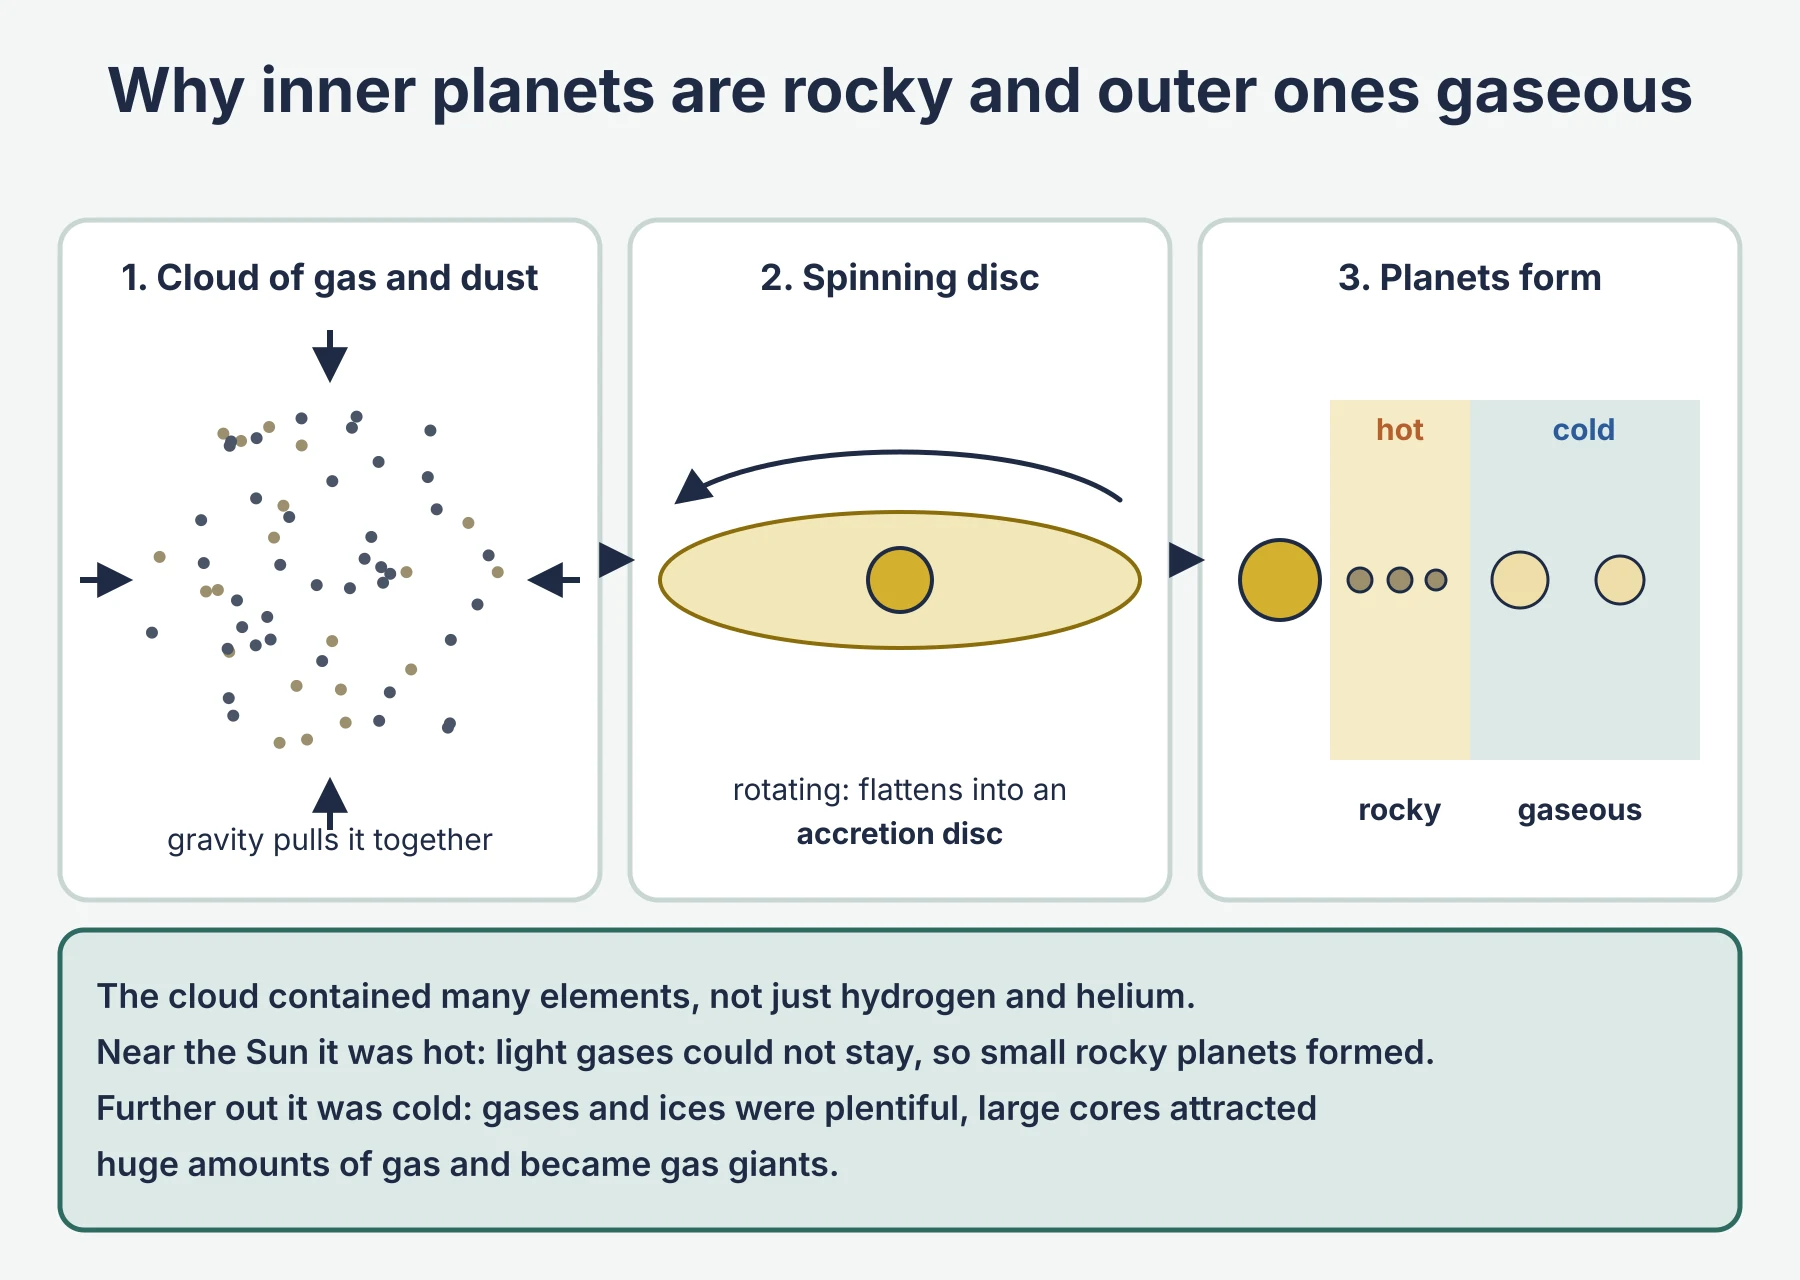 Why inner planets are rocky and outer ones gaseous
1. Cloud of gas and dust
gravity pulls it together
2. Spinning disc
rotating: flattens into an
accretion disc
3. Planets form
hot
cold
rocky
gaseous
The cloud contained many elements, not just hydrogen and helium.
Near the Sun it was hot: light gases could not stay, so small rocky planets formed.
Further out it was cold: gases and ices were plentiful, large cores attracted
huge amounts of gas and became gas giants.